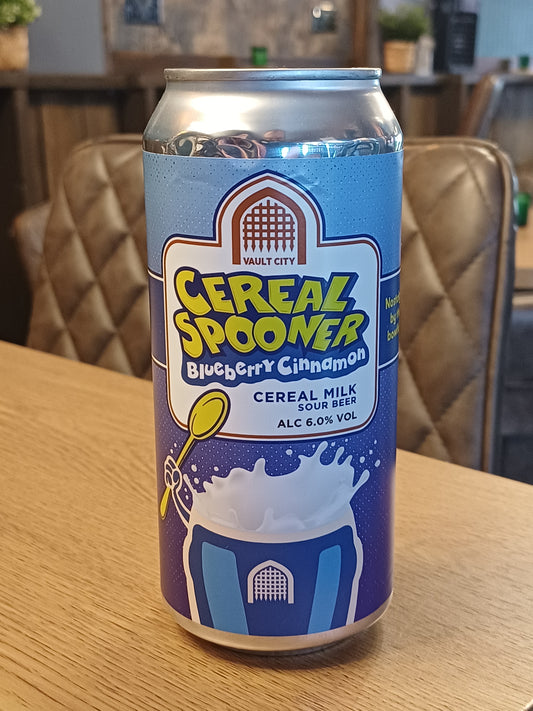 VAULT CITY
CEREAL
SPOONER
Blueberry Cinnamon
CEREAL MILK
SOUR BEER
ALC 6.0% VOL